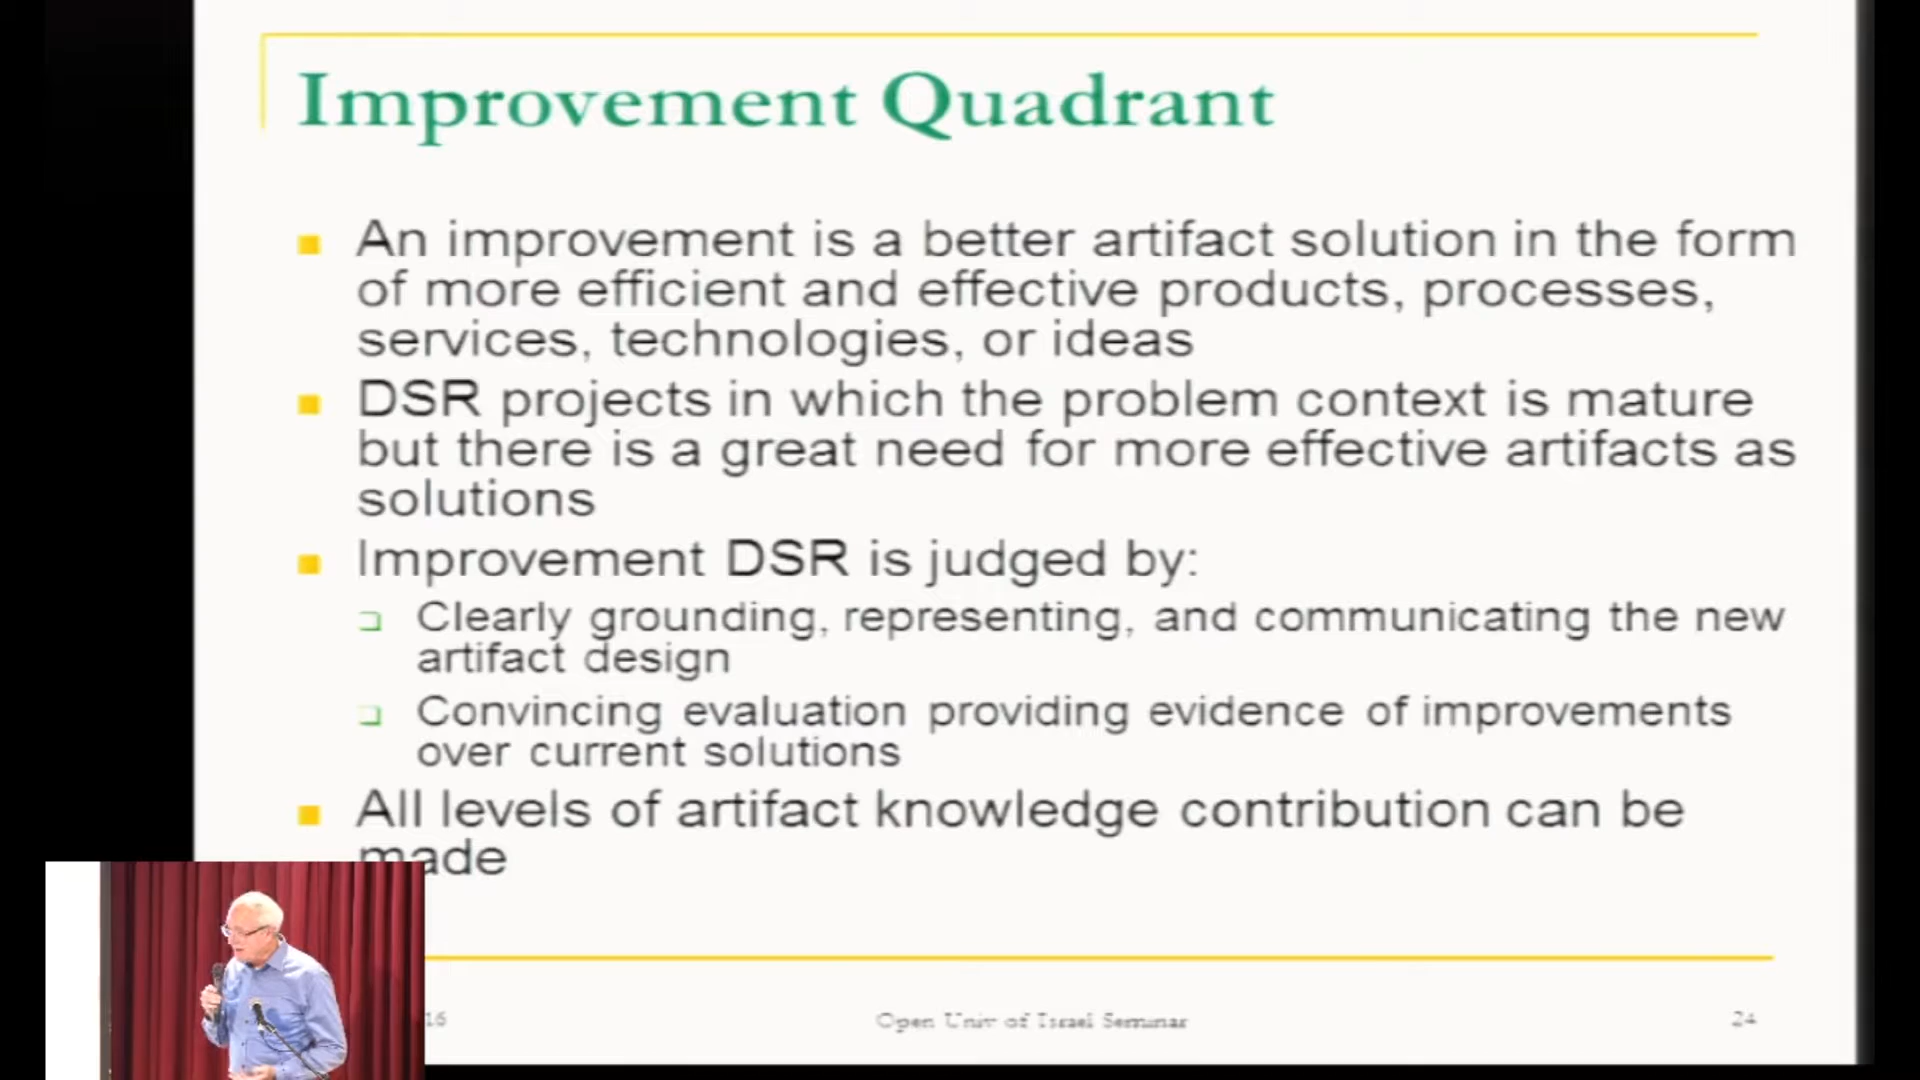 Improvement Quadrant
An improvement is a better artifact solution in the form
of more efficient and effective products, processes,
services, technologies, or ideas
DSR projects in which the problem context is mature
but there is a great need for more effective artifacts as
solutions
Improvement DSR is judged by:
Clearly grounding, representing, and communicating the new
artifact design
Convincing evaluation providing evidence of improvements
over current solutions
All levels of artifact knowledge contribution can be
made
16
Open Univ of Israel Seminar
24